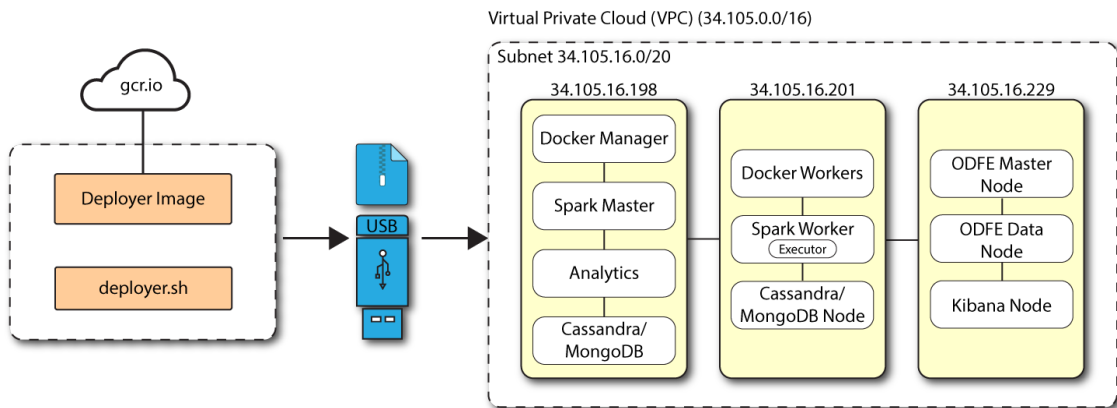 Virtual Private Cloud (VPC) (34.105.0.0/16)
Subnet 34.105.16.0/20
gcr.io
Deployer Image
deployer.sh
USB
34.105.16.198
Docker Manager
Spark Master
Analytics
Cassandra/
MongoDB
34.105.16.201
Docker Workers
Spark Worker
Executor
Cassandra/
MongoDB Node
34.105.16.229
ODFE Master
Node
ODFE Data
Node
Kibana Node